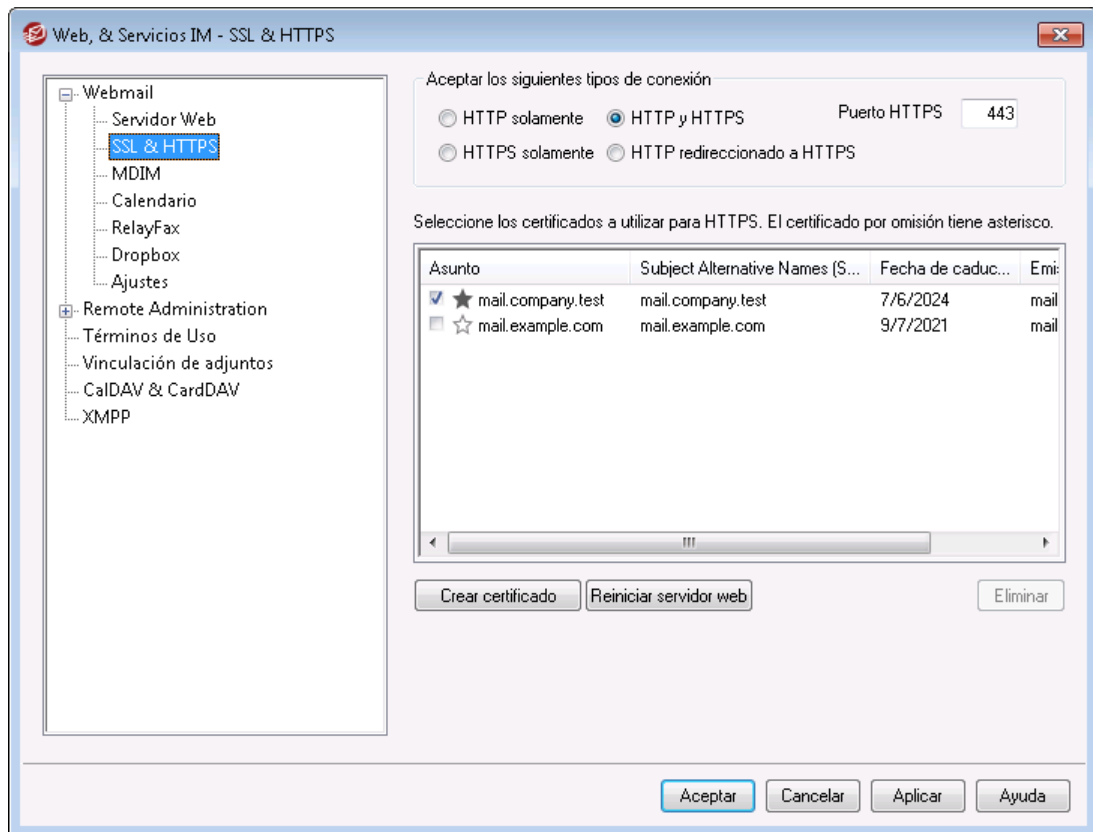 Web, & Servicios IM - SSL & HTTPS
Webmail
Servidor Web
SSL & HTTPS
MDIM
Calendario
RelayFax
Dropbox
Ajustes
Remote Administration
Términos de Uso
Vinculación de adjuntos
CalDAV & CardDAV
XMPP
Aceptar los siguientes tipos de conexión
HTTP solamente HTTP y HTTPS Puerto HTTPS 443
HTTPS solamente HTTP redireccionado a HTTPS
Seleccione los certificados a utilizar para HTTPS. El certificado por omisión tiene asterisco.
Asunto Subject Alternative Names (S... Fecha de caduc... Emi
mail.company.test mail.company.test 7/6/2024 mail
mail.example.com mail.example.com 9/7/2021 mail
Crear certificado Reiniciar servidor web Eliminar
Aceptar Cancelar Aplicar Ayuda